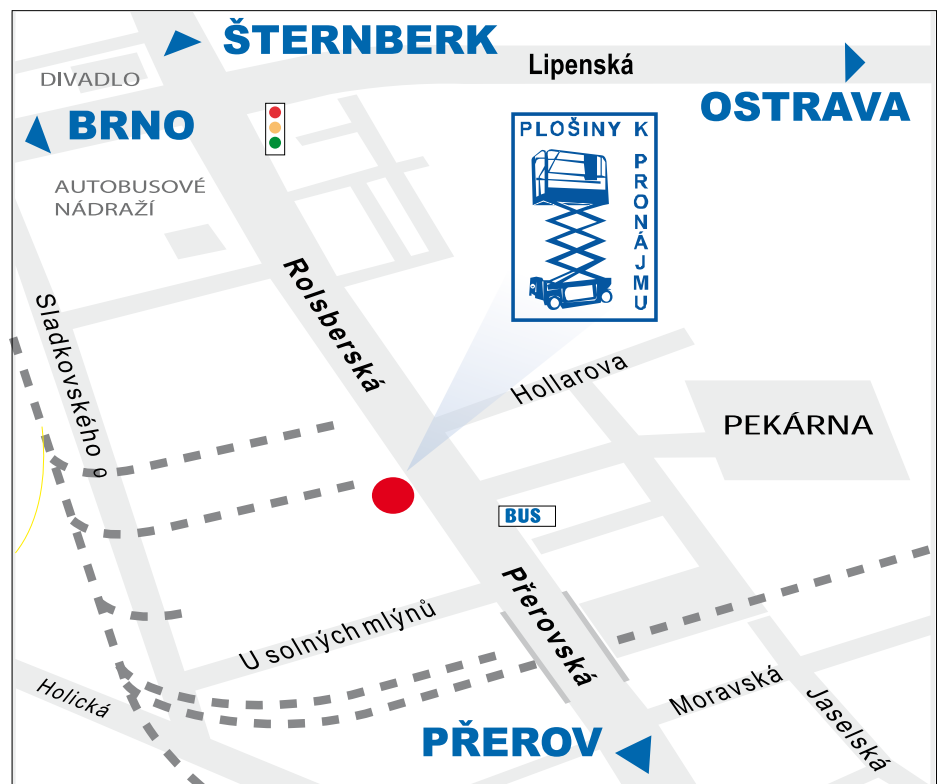 ŠTERNBERK
Lipenská
DIVADLO
OSTRAVA
BRNO
PLOŠINY K
PRONÁJMU
AUTOBUSOVÉ
NÁDRAŽÍ
Rolsberská
Sladkovského o
Hollarova
PEKÁRNA
BUS
Přerovská
U solných mlýnů
Moravská
Holická
Jaselská
PŘEROV